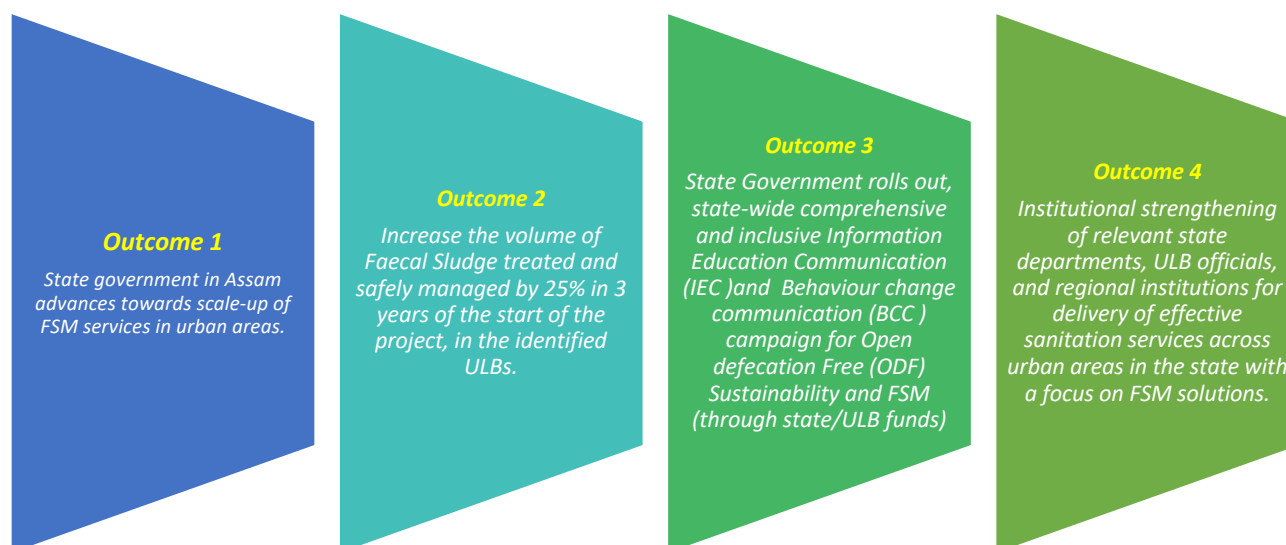 Outcome 1
State government in Assam
advances towards scale-up of
FSM services in urban areas.
Outcome 2
Increase the volume of
Faecal Sludge treated and
safely managed by 25% in 3
years of the start of the
project, in the identified
ULBs.
Outcome 3
State Government rolls out,
state-wide comprehensive
and inclusive Information
Education Communication
(IEC )and Behaviour change
communication (BCC )
campaign for Open
defecation Free (ODF)
Sustainability and FSM
(through state/ULB funds)
Outcome 4
Institutional strengthening
of relevant state
departments, ULB officials,
and regional institutions for
delivery of effective
sanitation services across
urban areas in the state with
a focus on FSM solutions.